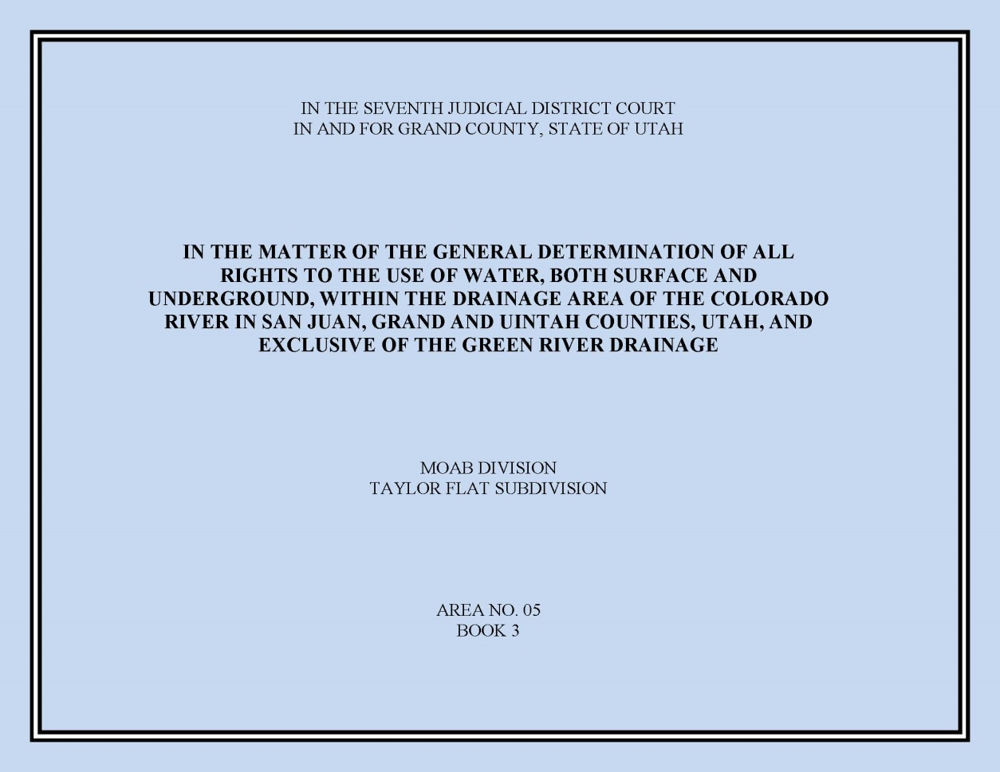 IN THE SEVENTH JUDICIAL DISTRICT COURT
IN AND FOR GRAND COUNTY, STATE OF UTAH
IN THE MATTER OF THE GENERAL DETERMINATION OF ALL
RIGHTS TO THE USE OF WATER, BOTH SURFACE AND
UNDERGROUND, WITHIN THE DRAINAGE AREA OF THE COLORADO
RIVER IN SAN JUAN, GRAND AND UINTAH COUNTIES, UTAH, AND
EXCLUSIVE OF THE GREEN RIVER DRAINAGE
MOAB DIVISION
TAYLOR FLAT SUBDIVISION
AREA NO. 05
BOOK 3